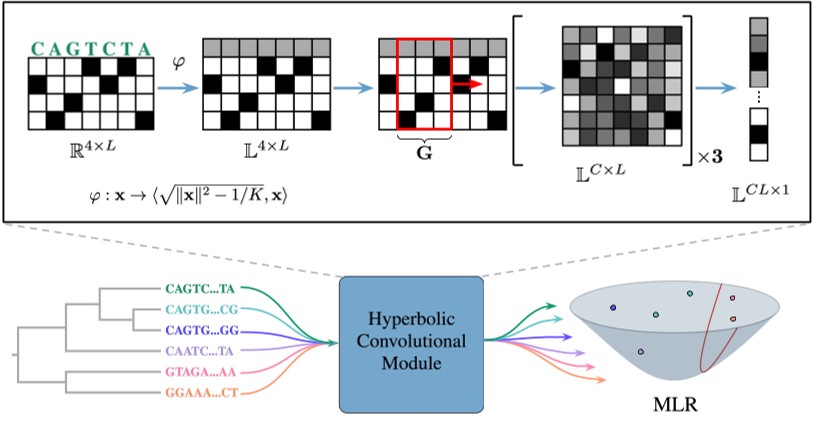 CAGTCTA
φ
ℝ^{4×L}
𝕃^{4×L}
G
𝕃^{C×L}
×3
𝕃^{CL×1}
φ : x → ⟨√‖x‖² − 1/K, x⟩
CAGTC...TA
CAGTG...CG
CAGTG...GG
CAATC...TA
GTAGA...AA
GGAAA...CT
Hyperbolic
Convolutional
Module
MLR